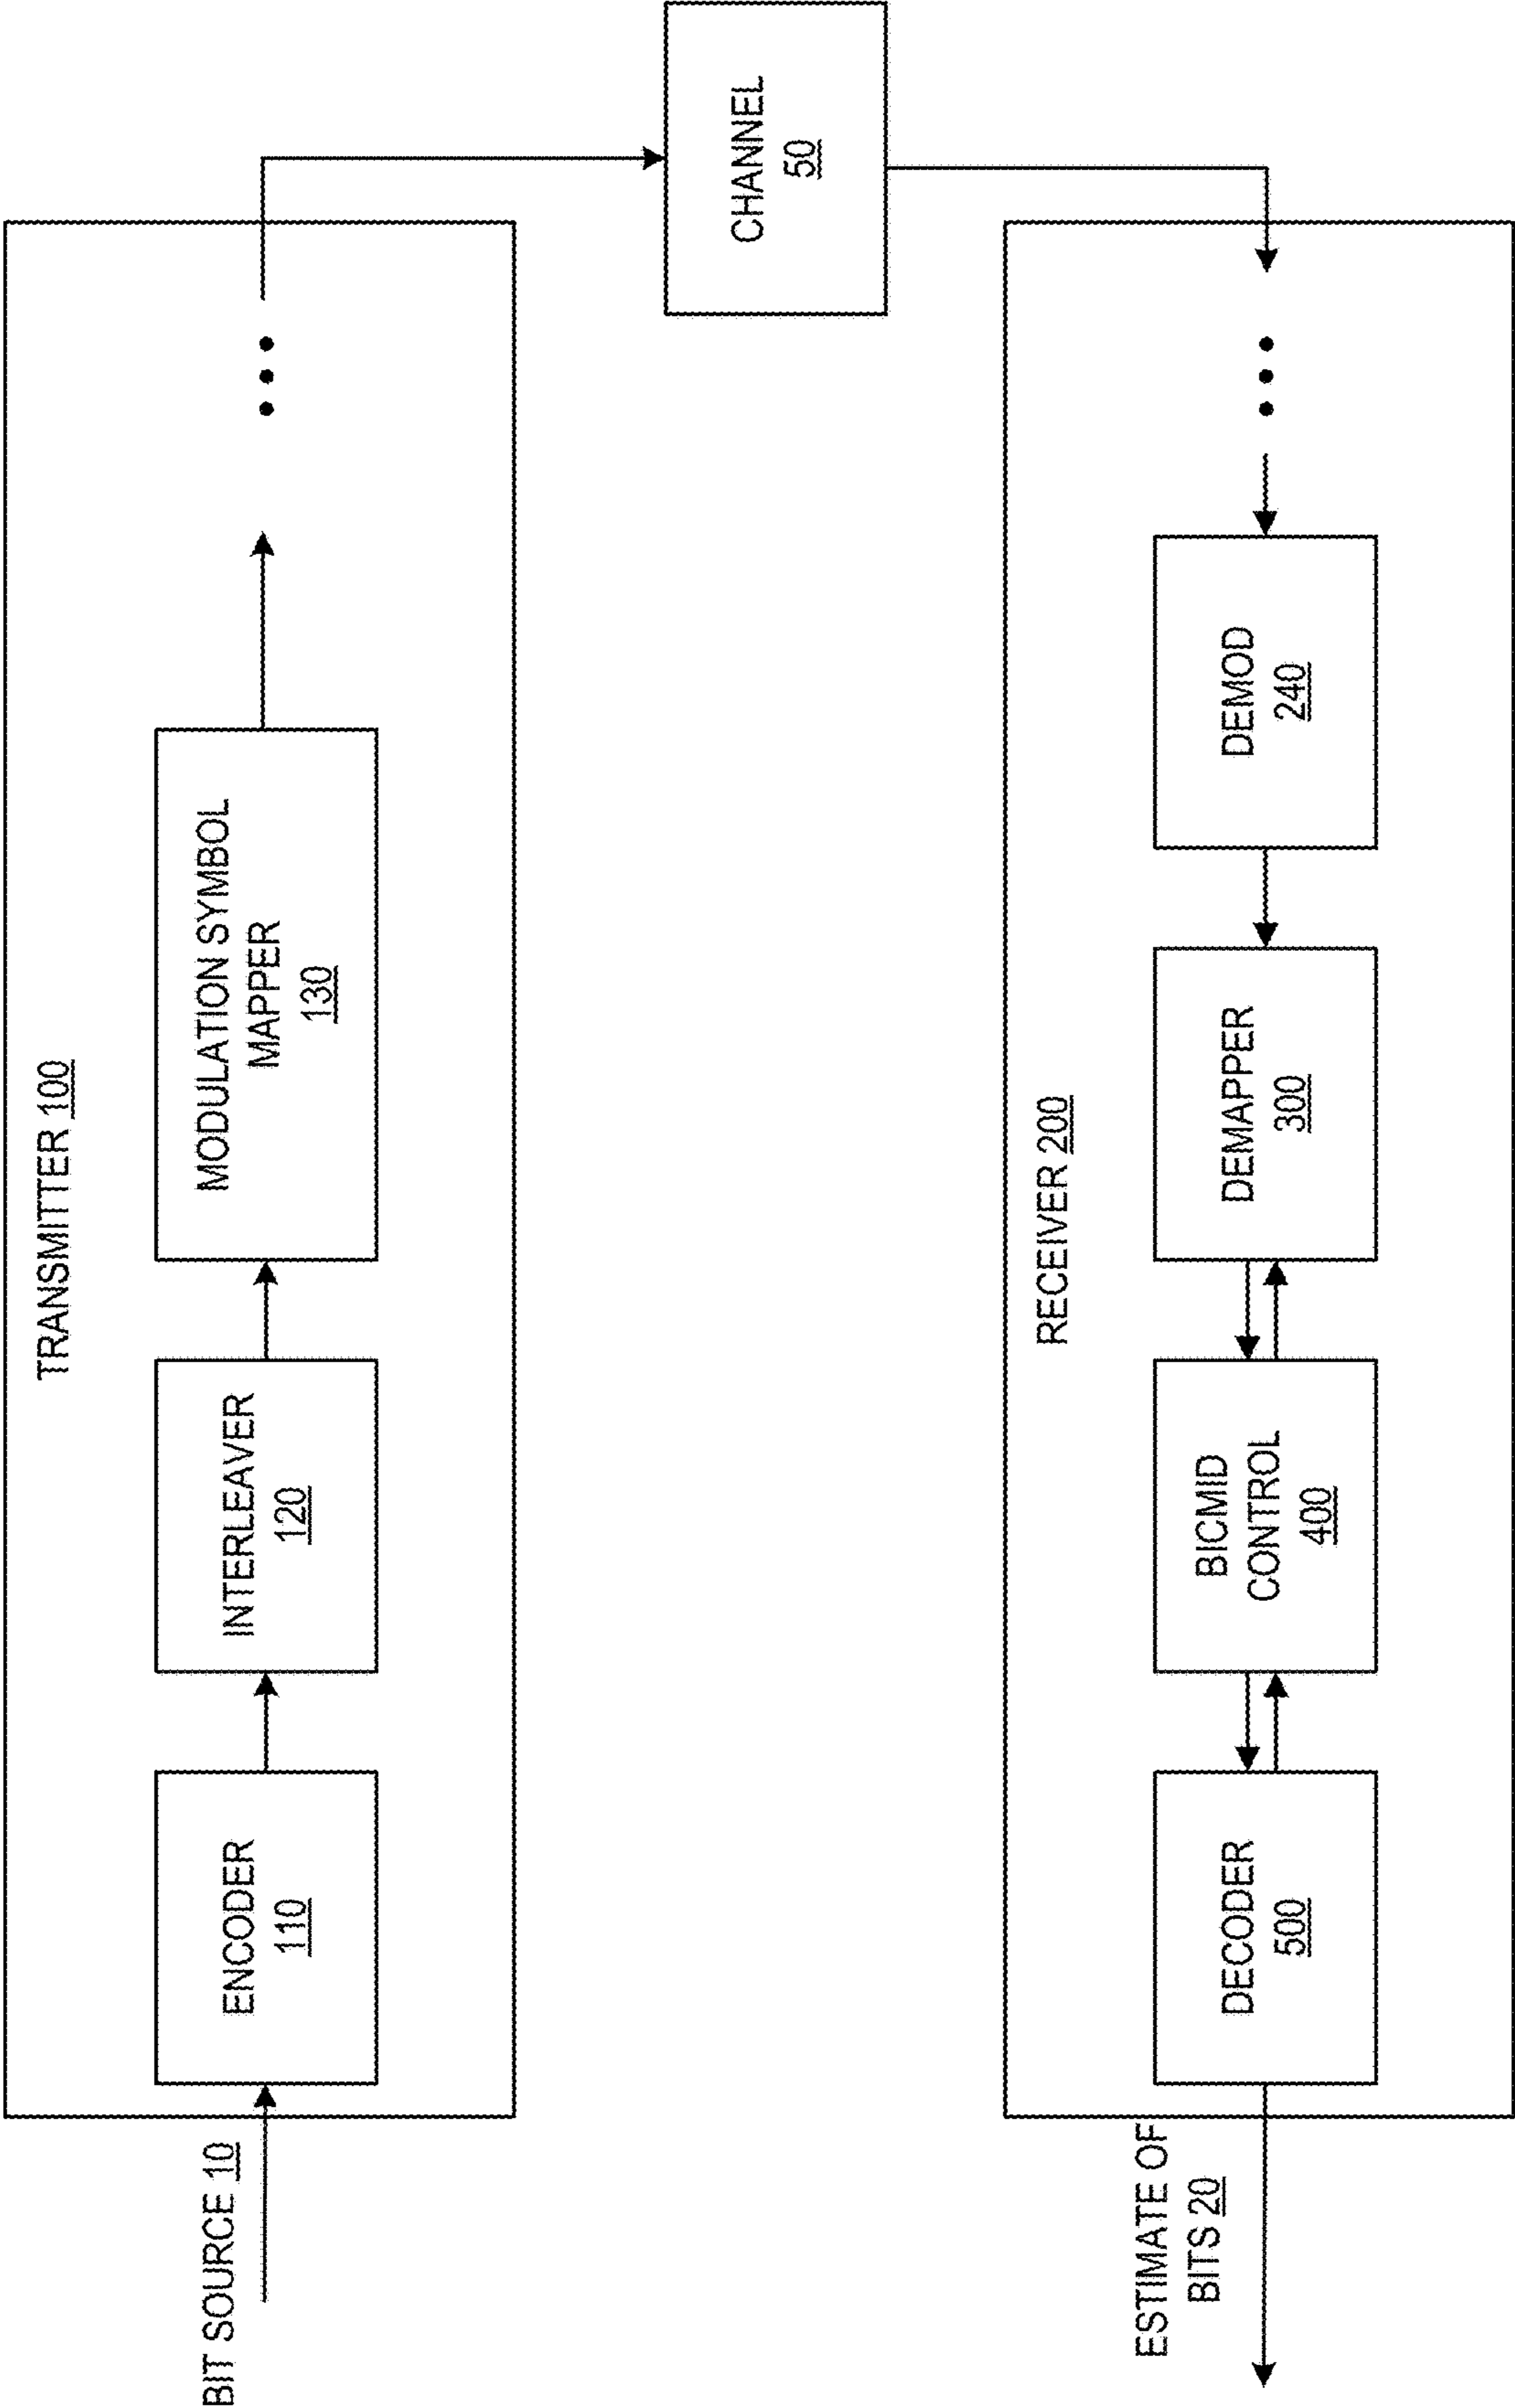 TRANSMITTER 100
BIT SOURCE 10
ENCODER
110
INTERLEAVER
120
MODULATION SYMBOL
MAPPER
130
CHANNEL
50
RECEIVER 200
ESTIMATE OF
BITS 20
DECODER
500
BICMID
CONTROL
400
DEMAPPER
300
DEMOD
240